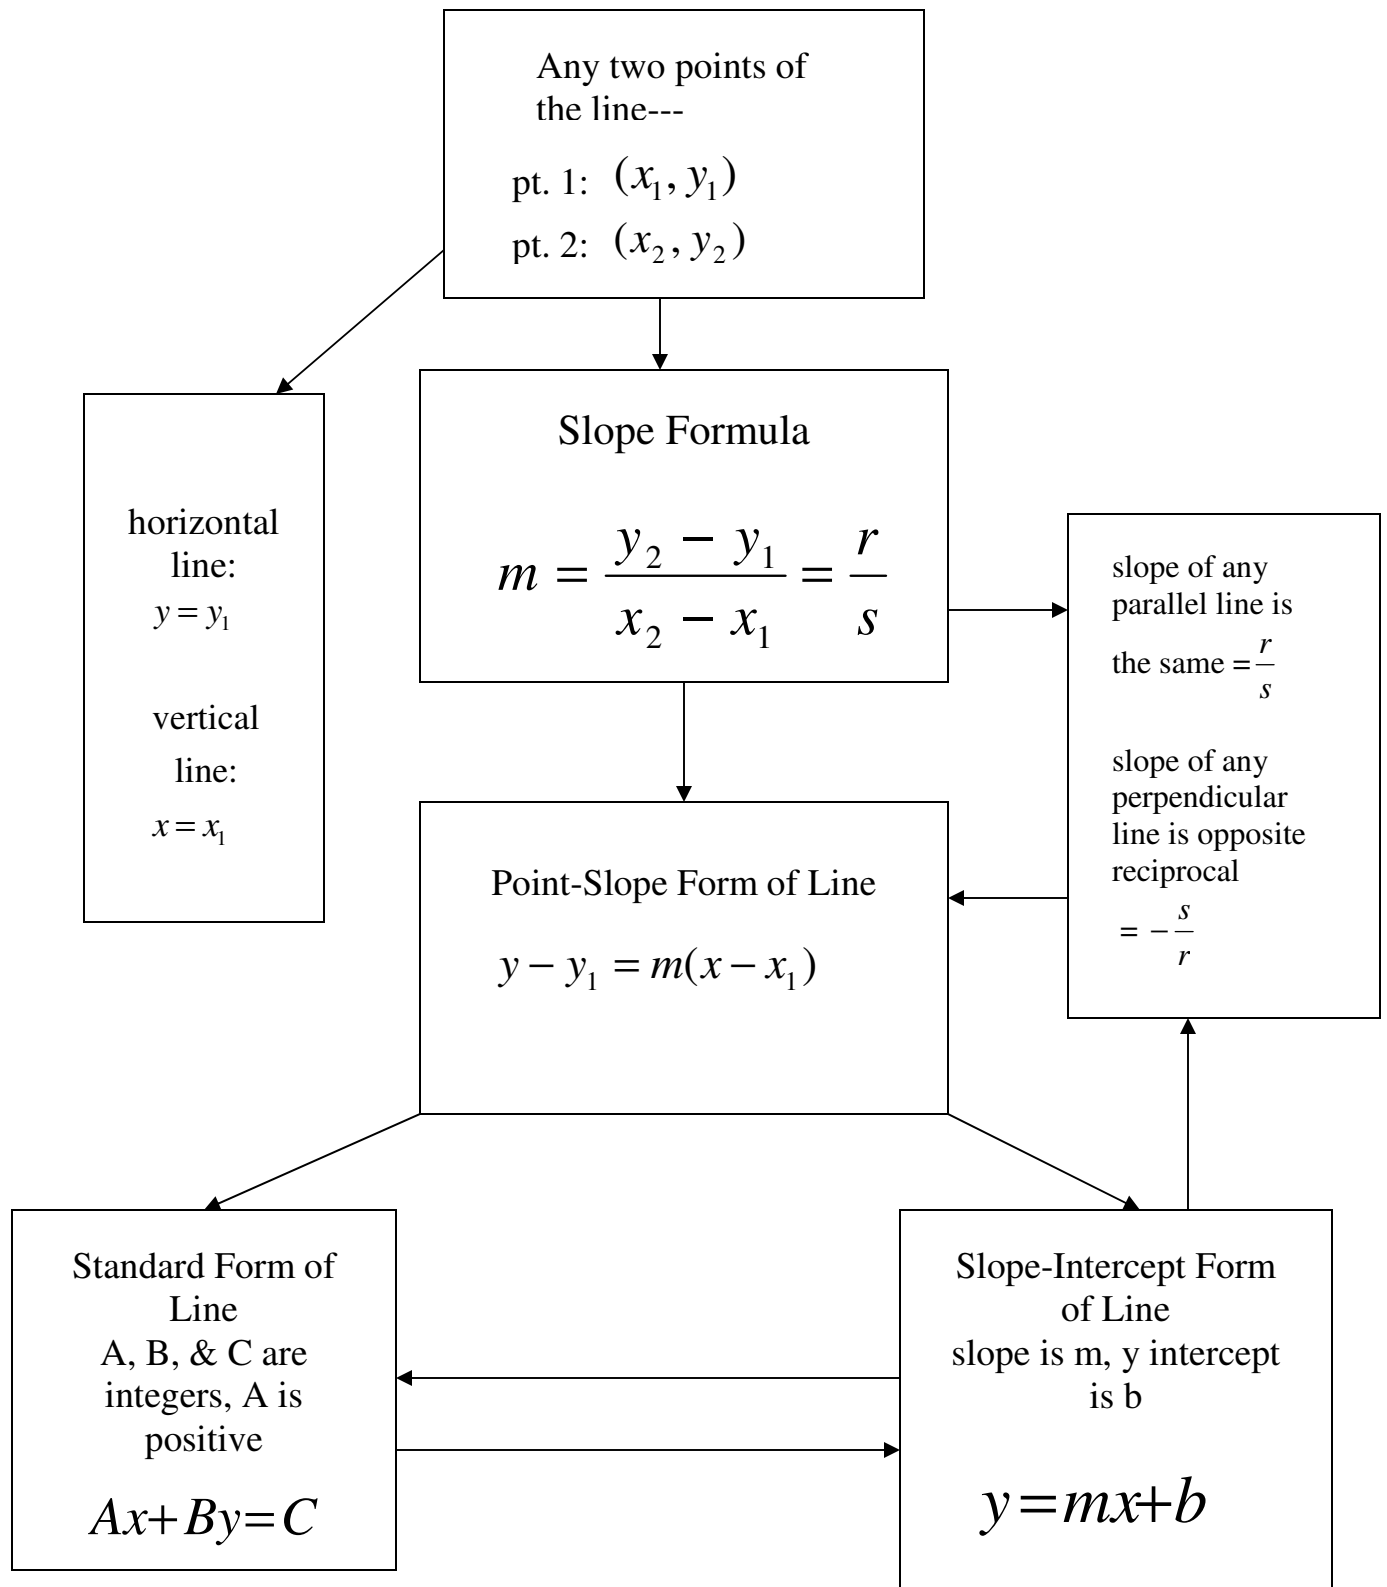 Any two points of
the line---
pt. 1: (x₁, y₁)
pt. 2: (x₂, y₂)
Slope Formula
m = (y₂ − y₁)/(x₂ − x₁) = r/s
horizontal
line:
y = y₁
vertical
line:
x = x₁
slope of any
parallel line is
the same = r/s
slope of any
perpendicular
line is opposite
reciprocal
= − s/r
Point-Slope Form of Line
y − y₁ = m(x − x₁)
Standard Form of
Line
A, B, & C are
integers, A is
positive
Ax + By = C
Slope-Intercept Form
of Line
slope is m, y intercept
is b
y = mx + b